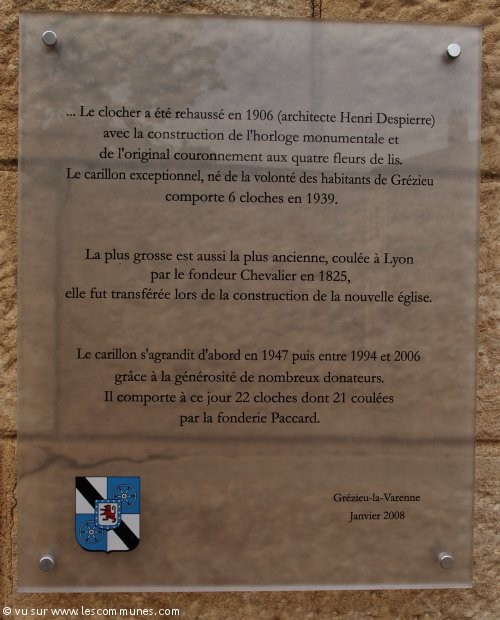 ... Le clocher a été rehaussé en 1906 (architecte Henri Despierre)
avec la construction de l'horloge monumentale et
de l'original couronnement aux quatre fleurs de lis.
Le carillon exceptionnel, né de la volonté des habitants de Grézieu
comporte 6 cloches en 1939.
La plus grosse est aussi la plus ancienne, coulée à Lyon
par le fondeur Chevalier en 1825,
elle fut transférée lors de la construction de la nouvelle église.
Le carillon s'agrandit d'abord en 1947 puis entre 1994 et 2006
grâce à la générosité de nombreux donateurs.
Il comporte à ce jour 22 cloches dont 21 coulées
par la fonderie Paccard.
Grézieu-la-Varenne
Janvier 2008
© vu sur www.lescommunes.com